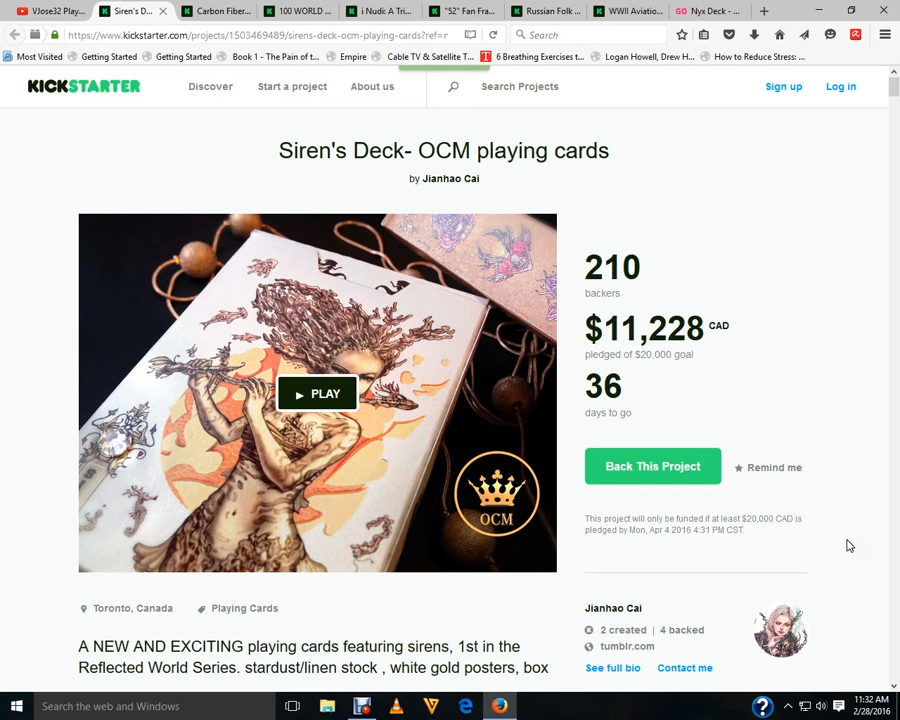 VJose32 Play...
Siren's D...
Carbon Fiber...
100 WORLD ...
i Nudi: A Tri...
"52" Fan Fra...
Russian Folk ...
WWII Aviatio...
GO Nyx Deck - ...
https://www.kickstarter.com/projects/1503469489/sirens-deck-ocm-playing-cards?ref=r
Search
Most Visited
Getting Started
Getting Started
Book 1 - The Pain of t...
Empire
Cable TV & Satellite T...
6 Breathing Exercises t...
Logan Howell, Drew H...
How to Reduce Stress: ...
KICKSTARTER
Discover
Start a project
About us
Search Projects
Sign up
Log in
Siren's Deck- OCM playing cards
by Jianhao Cai
PLAY
OCM
210
backers
$11,228 CAD
pledged of $20,000 goal
36
days to go
Back This Project
Remind me
This project will only be funded if at least $20,000 CAD is
pledged by Mon, Apr 4 2016 4:31 PM CST.
Toronto, Canada
Playing Cards
A NEW AND EXCITING playing cards featuring sirens, 1st in the
Reflected World Series. stardust/linen stock , white gold posters, box
Jianhao Cai
2 created | 4 backed
tumblr.com
See full bio
Contact me
Search the web and Windows
11:32 AM
2/28/2016